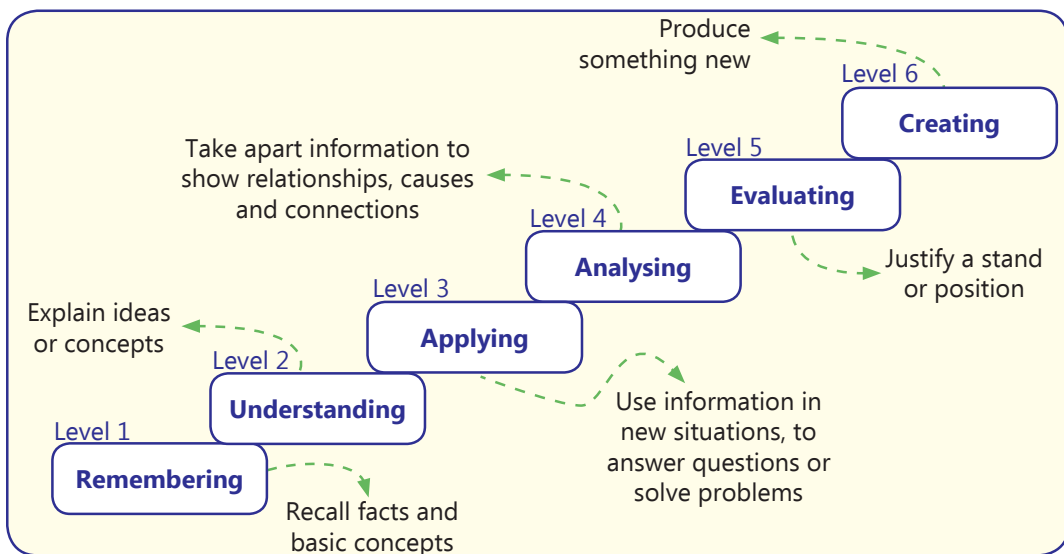 Produce
something new
Level 6
Creating
Take apart information to
show relationships, causes
and connections
Level 5
Evaluating
Level 4
Analysing
Justify a stand
or position
Level 3
Applying
Explain ideas
or concepts
Level 2
Understanding
Use information in
new situations, to
answer questions or
solve problems
Level 1
Remembering
Recall facts and
basic concepts